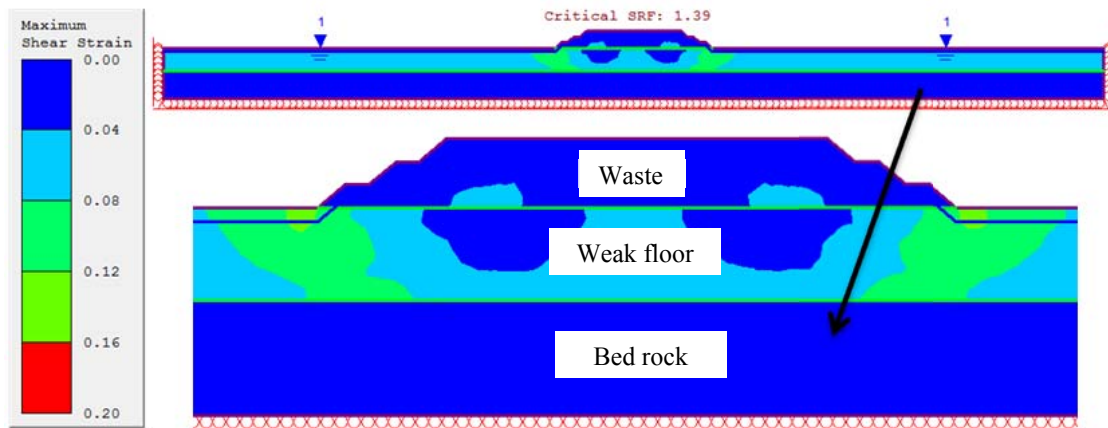 Maximum
Shear Strain
0.00
0.04
0.08
0.12
0.16
0.20
Critical SRF: 1.39
1
1
Waste
Weak floor
Bed rock